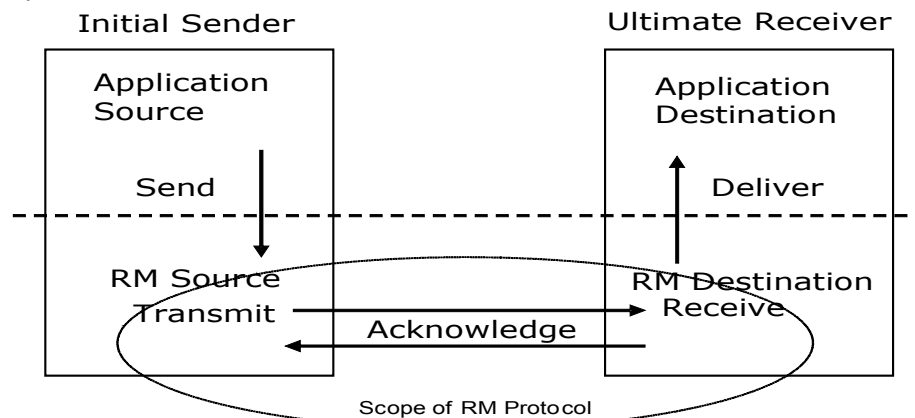 Initial Sender
Ultimate Receiver
Application
Source
Application
Destination
Send
Deliver
RM Source
Transmit
RM Destination
Receive
Acknowledge
Scope of RM Protocol